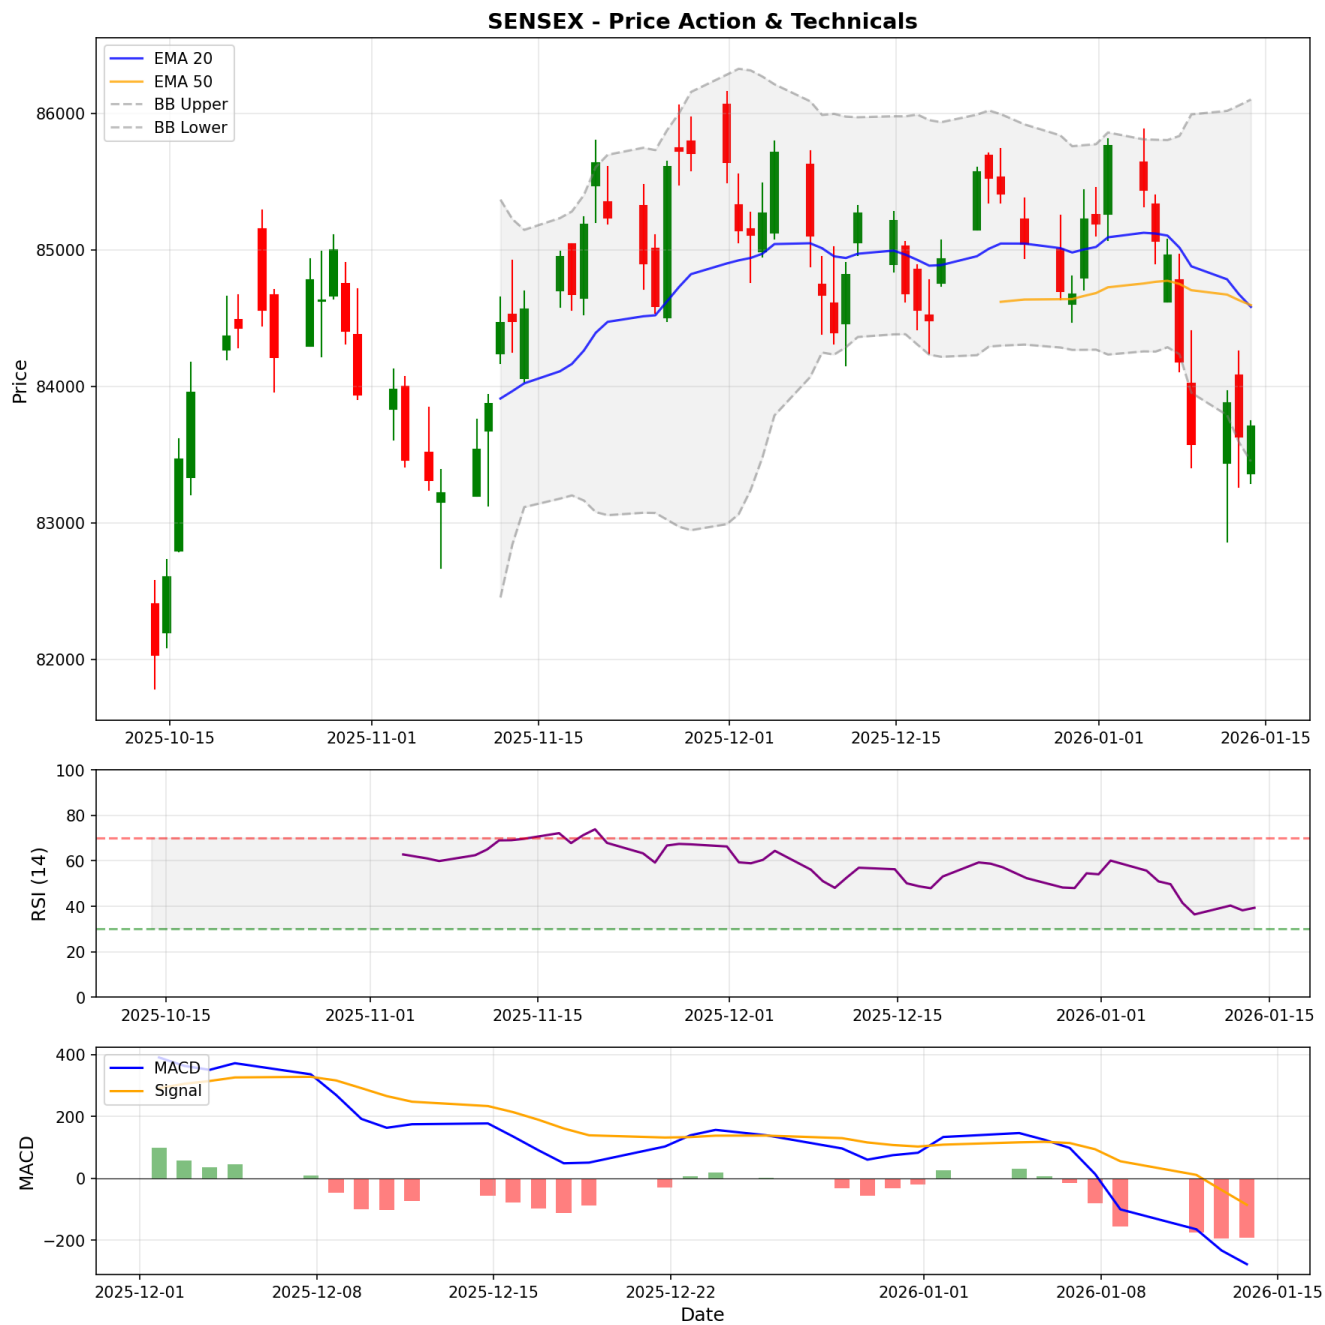 SENSEX - Price Action & Technicals
EMA 20
EMA 50
BB Upper
BB Lower
Price
86000
85000
84000
83000
82000
2025-10-15 2025-11-01 2025-11-15 2025-12-01 2025-12-15 2026-01-01 2026-01-15
RSI (14)
100
80
60
40
20
0
2025-10-15 2025-11-01 2025-11-15 2025-12-01 2025-12-15 2026-01-01 2026-01-15
MACD
Signal
MACD
400
200
0
−200
2025-12-01 2025-12-08 2025-12-15 2025-12-22 2026-01-01 2026-01-08 2026-01-15
Date